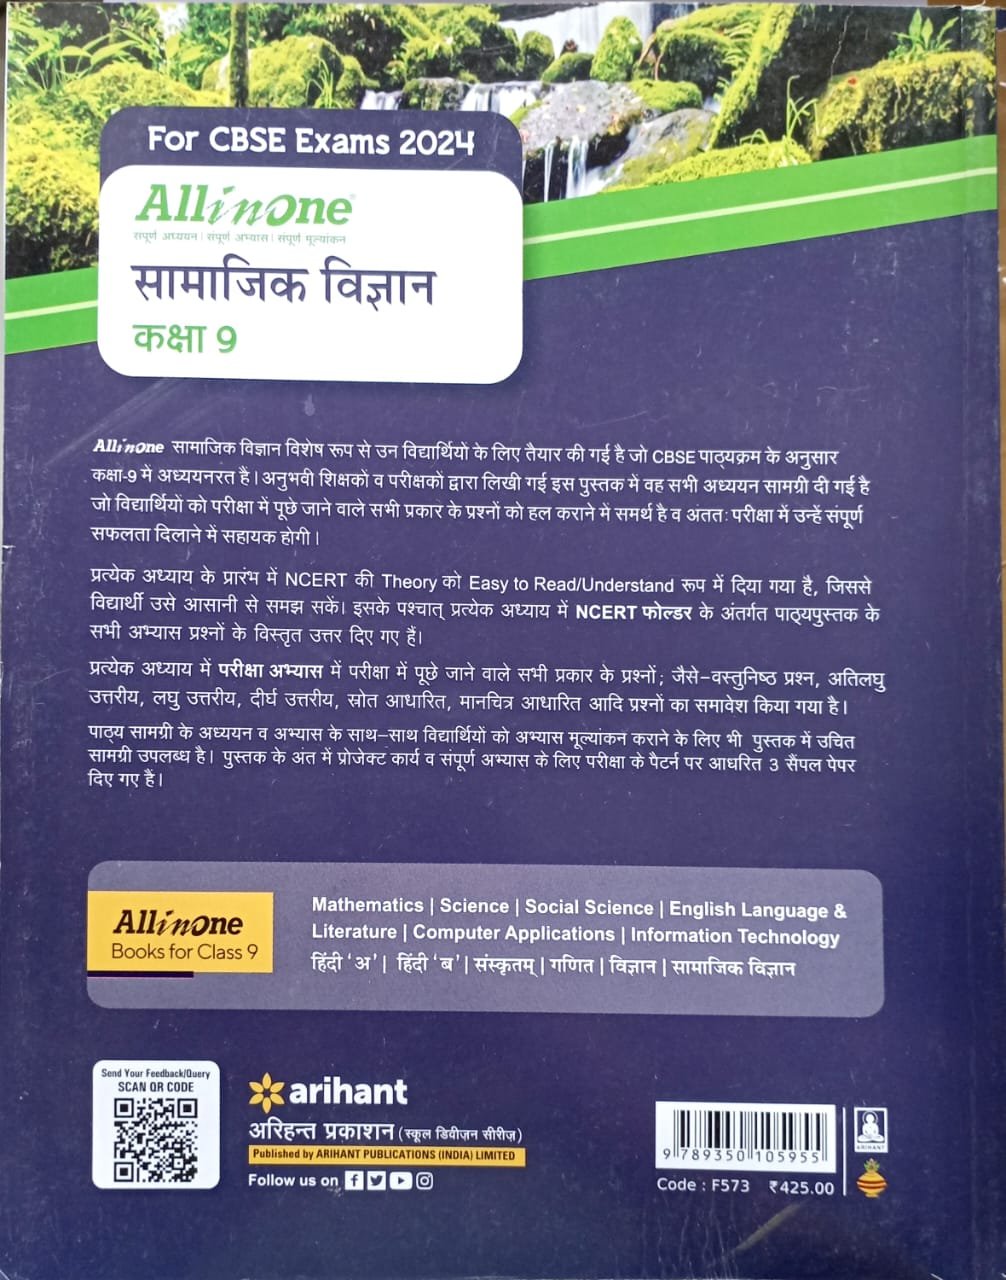 For CBSE Exams 2024
All in One
संपूर्ण अध्ययन | संपूर्ण अभ्यास | संपूर्ण मूल्यांकन
सामाजिक विज्ञान
कक्षा 9
All in One सामाजिक विज्ञान विशेष रूप से उन विद्यार्थियों के लिए तैयार की गई है जो CBSE पाठ्यक्रम के अनुसार
कक्षा-9 में अध्ययनरत हैं। अनुभवी शिक्षकों व परीक्षकों द्वारा लिखी गई इस पुस्तक में वह सभी अध्ययन सामग्री दी गई है
जो विद्यार्थियों को परीक्षा में पूछे जाने वाले सभी प्रकार के प्रश्नों को हल कराने में समर्थ है व अंततः परीक्षा में उन्हें संपूर्ण
सफलता दिलाने में सहायक होगी।
प्रत्येक अध्याय के प्रारंभ में NCERT की Theory को Easy to Read/Understand रूप में दिया गया है, जिससे
विद्यार्थी उसे आसानी से समझ सकें। इसके पश्चात् प्रत्येक अध्याय में NCERT फोल्डर के अंतर्गत पाठ्यपुस्तक के
सभी अभ्यास प्रश्नों के विस्तृत उत्तर दिए गए हैं।
प्रत्येक अध्याय में परीक्षा अभ्यास में परीक्षा में पूछे जाने वाले सभी प्रकार के प्रश्नों; जैसे-वस्तुनिष्ठ प्रश्न, अतिलघु
उत्तरीय, लघु उत्तरीय, दीर्घ उत्तरीय, स्रोत आधारित, मानचित्र आधारित आदि प्रश्नों का समावेश किया गया है।
पाठ्य सामग्री के अध्ययन व अभ्यास के साथ-साथ विद्यार्थियों को अभ्यास मूल्यांकन कराने के लिए भी पुस्तक में उचित
सामग्री उपलब्ध है। पुस्तक के अंत में प्रोजेक्ट कार्य व संपूर्ण अभ्यास के लिए परीक्षा के पैटर्न पर आधारित 3 सैंपल पेपर
दिए गए हैं।
All in One
Books for Class 9
Mathematics | Science | Social Science | English Language &
Literature | Computer Applications | Information Technology
हिंदी 'अ' | हिंदी 'ब' | संस्कृतम् | गणित | विज्ञान | सामाजिक विज्ञान
Send Your Feedback/Query
SCAN QR CODE
arihant
अरिहन्त प्रकाशन (स्कूल डिवीज़न सीरीज़)
Published by ARIHANT PUBLICATIONS (INDIA) LIMITED
Follow us on
9 789350 105955
Code : F573 ₹425.00
ARIHANT